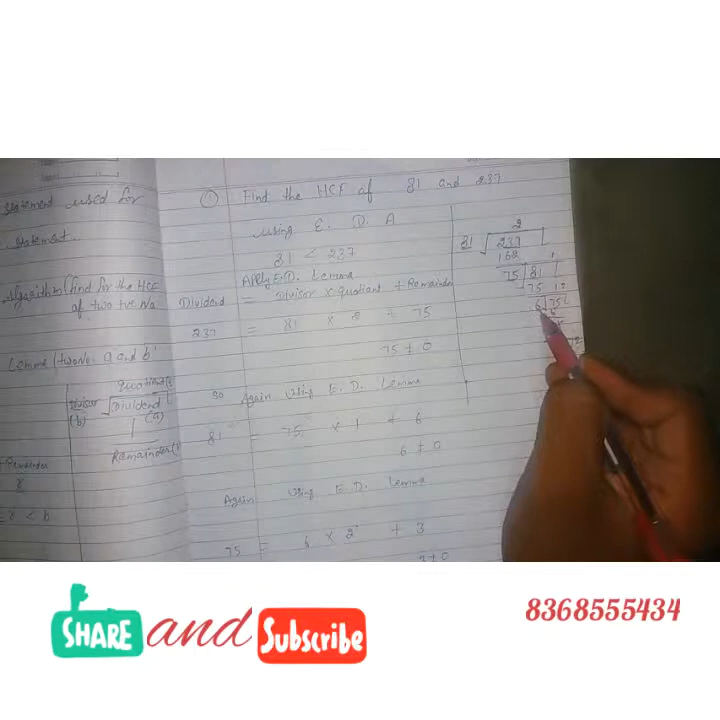 statement used for
statement.
Algorithm (find for the HCF
of two +ve No
Lemma (two No. a and b
quotient
Divisor Dividend
(b) (a)
Remainder
Remainder
8 < b
① Find the HCF of 81 and 237
using E. D. A
81 < 237
Apply E.D. Lemma
Dividend = Divisor x quotient + Remainder
237 = 81 x 2 + 75
75 ≠ 0
so Again using E. D. Lemma
81 = 75 x 1 + 6
6 ≠ 0
Again using E D. Lemma
75 = 6 x 2 + 3
3 ≠ 0
2
81 237
162
75 81 1
75
6 75
SHARE and Subscribe
8368555434